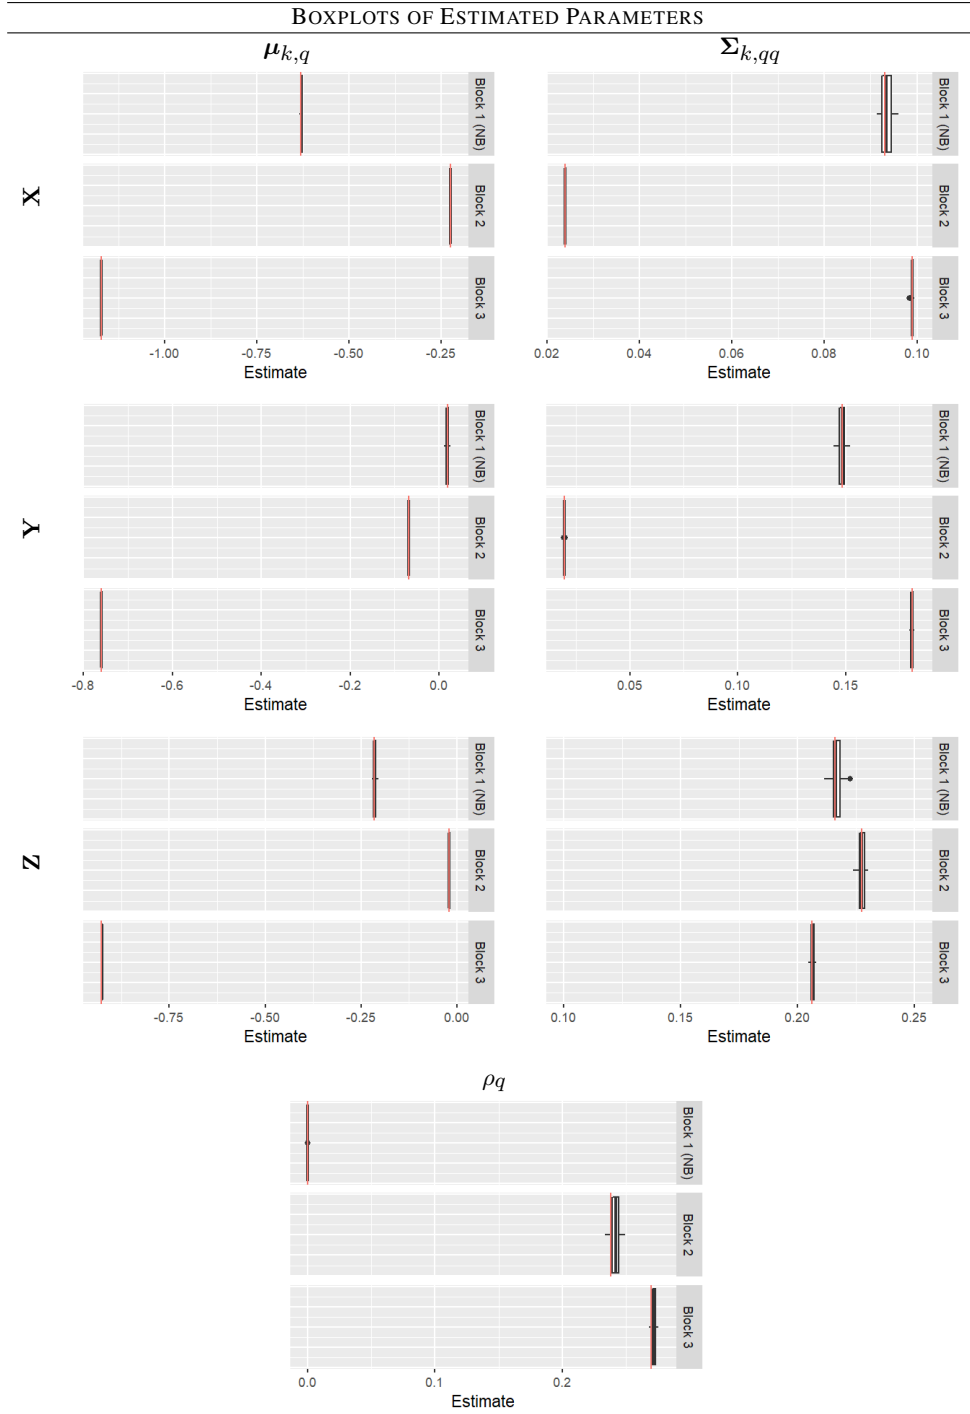 BOXPLOTS OF ESTIMATED PARAMETERS
μk,q
Σk,qq
X
Block 1 (NB)
Block 2
Block 3
-1.00 -0.75 -0.50 -0.25
Estimate
Block 1 (NB)
Block 2
Block 3
0.02 0.04 0.06 0.08 0.10
Estimate
Y
Block 1 (NB)
Block 2
Block 3
-0.8 -0.6 -0.4 -0.2 0.0
Estimate
Block 1 (NB)
Block 2
Block 3
0.05 0.10 0.15
Estimate
Z
Block 1 (NB)
Block 2
Block 3
-0.75 -0.50 -0.25 0.00
Estimate
Block 1 (NB)
Block 2
Block 3
0.10 0.15 0.20 0.25
Estimate
ρq
Block 1 (NB)
Block 2
Block 3
0.0 0.1 0.2
Estimate